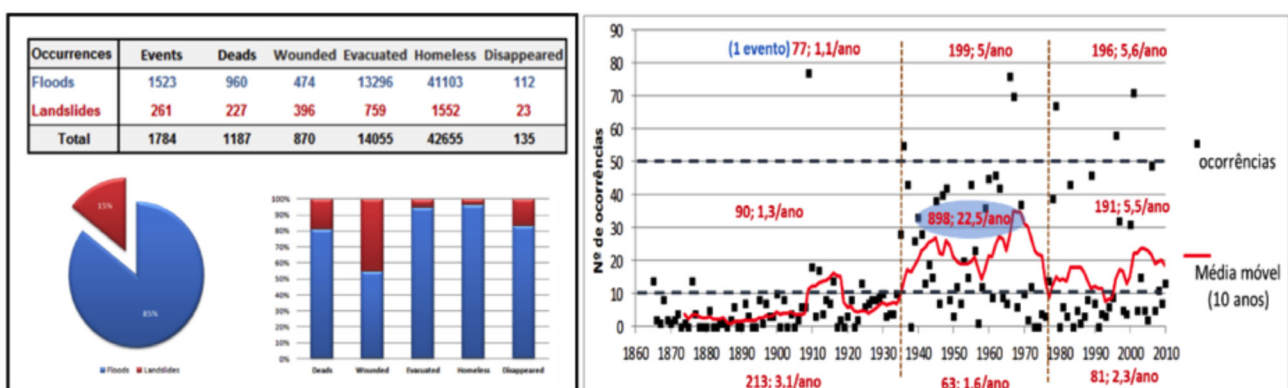 Occurrences Events Deads Wounded Evacuated Homeless Disappeared
Floods 1523 960 474 13296 41103 112
Landslides 261 227 396 759 1552 23
Total 1784 1187 870 14055 42655 135
15%
85%
Floods Landslides
100%
90%
80%
70%
60%
50%
40%
30%
20%
10%
0%
Deads Wounded Evacuated Homeless Disappeared
Floods Landslides
Nº de ocorrências
90
80
70
60
50
40
30
20
10
0
(1 evento) 77; 1,1/ano 199; 5/ano 196; 5,6/ano
90; 1,3/ano 898; 22,5/ano 191; 5,5/ano
1860 1870 1880 1890 1900 1910 1920 1930 1940 1950 1960 1970 1980 1990 2000 2010
213; 3,1/ano 63; 1,6/ano 81; 2,3/ano
ocorrências
Média móvel
(10 anos)